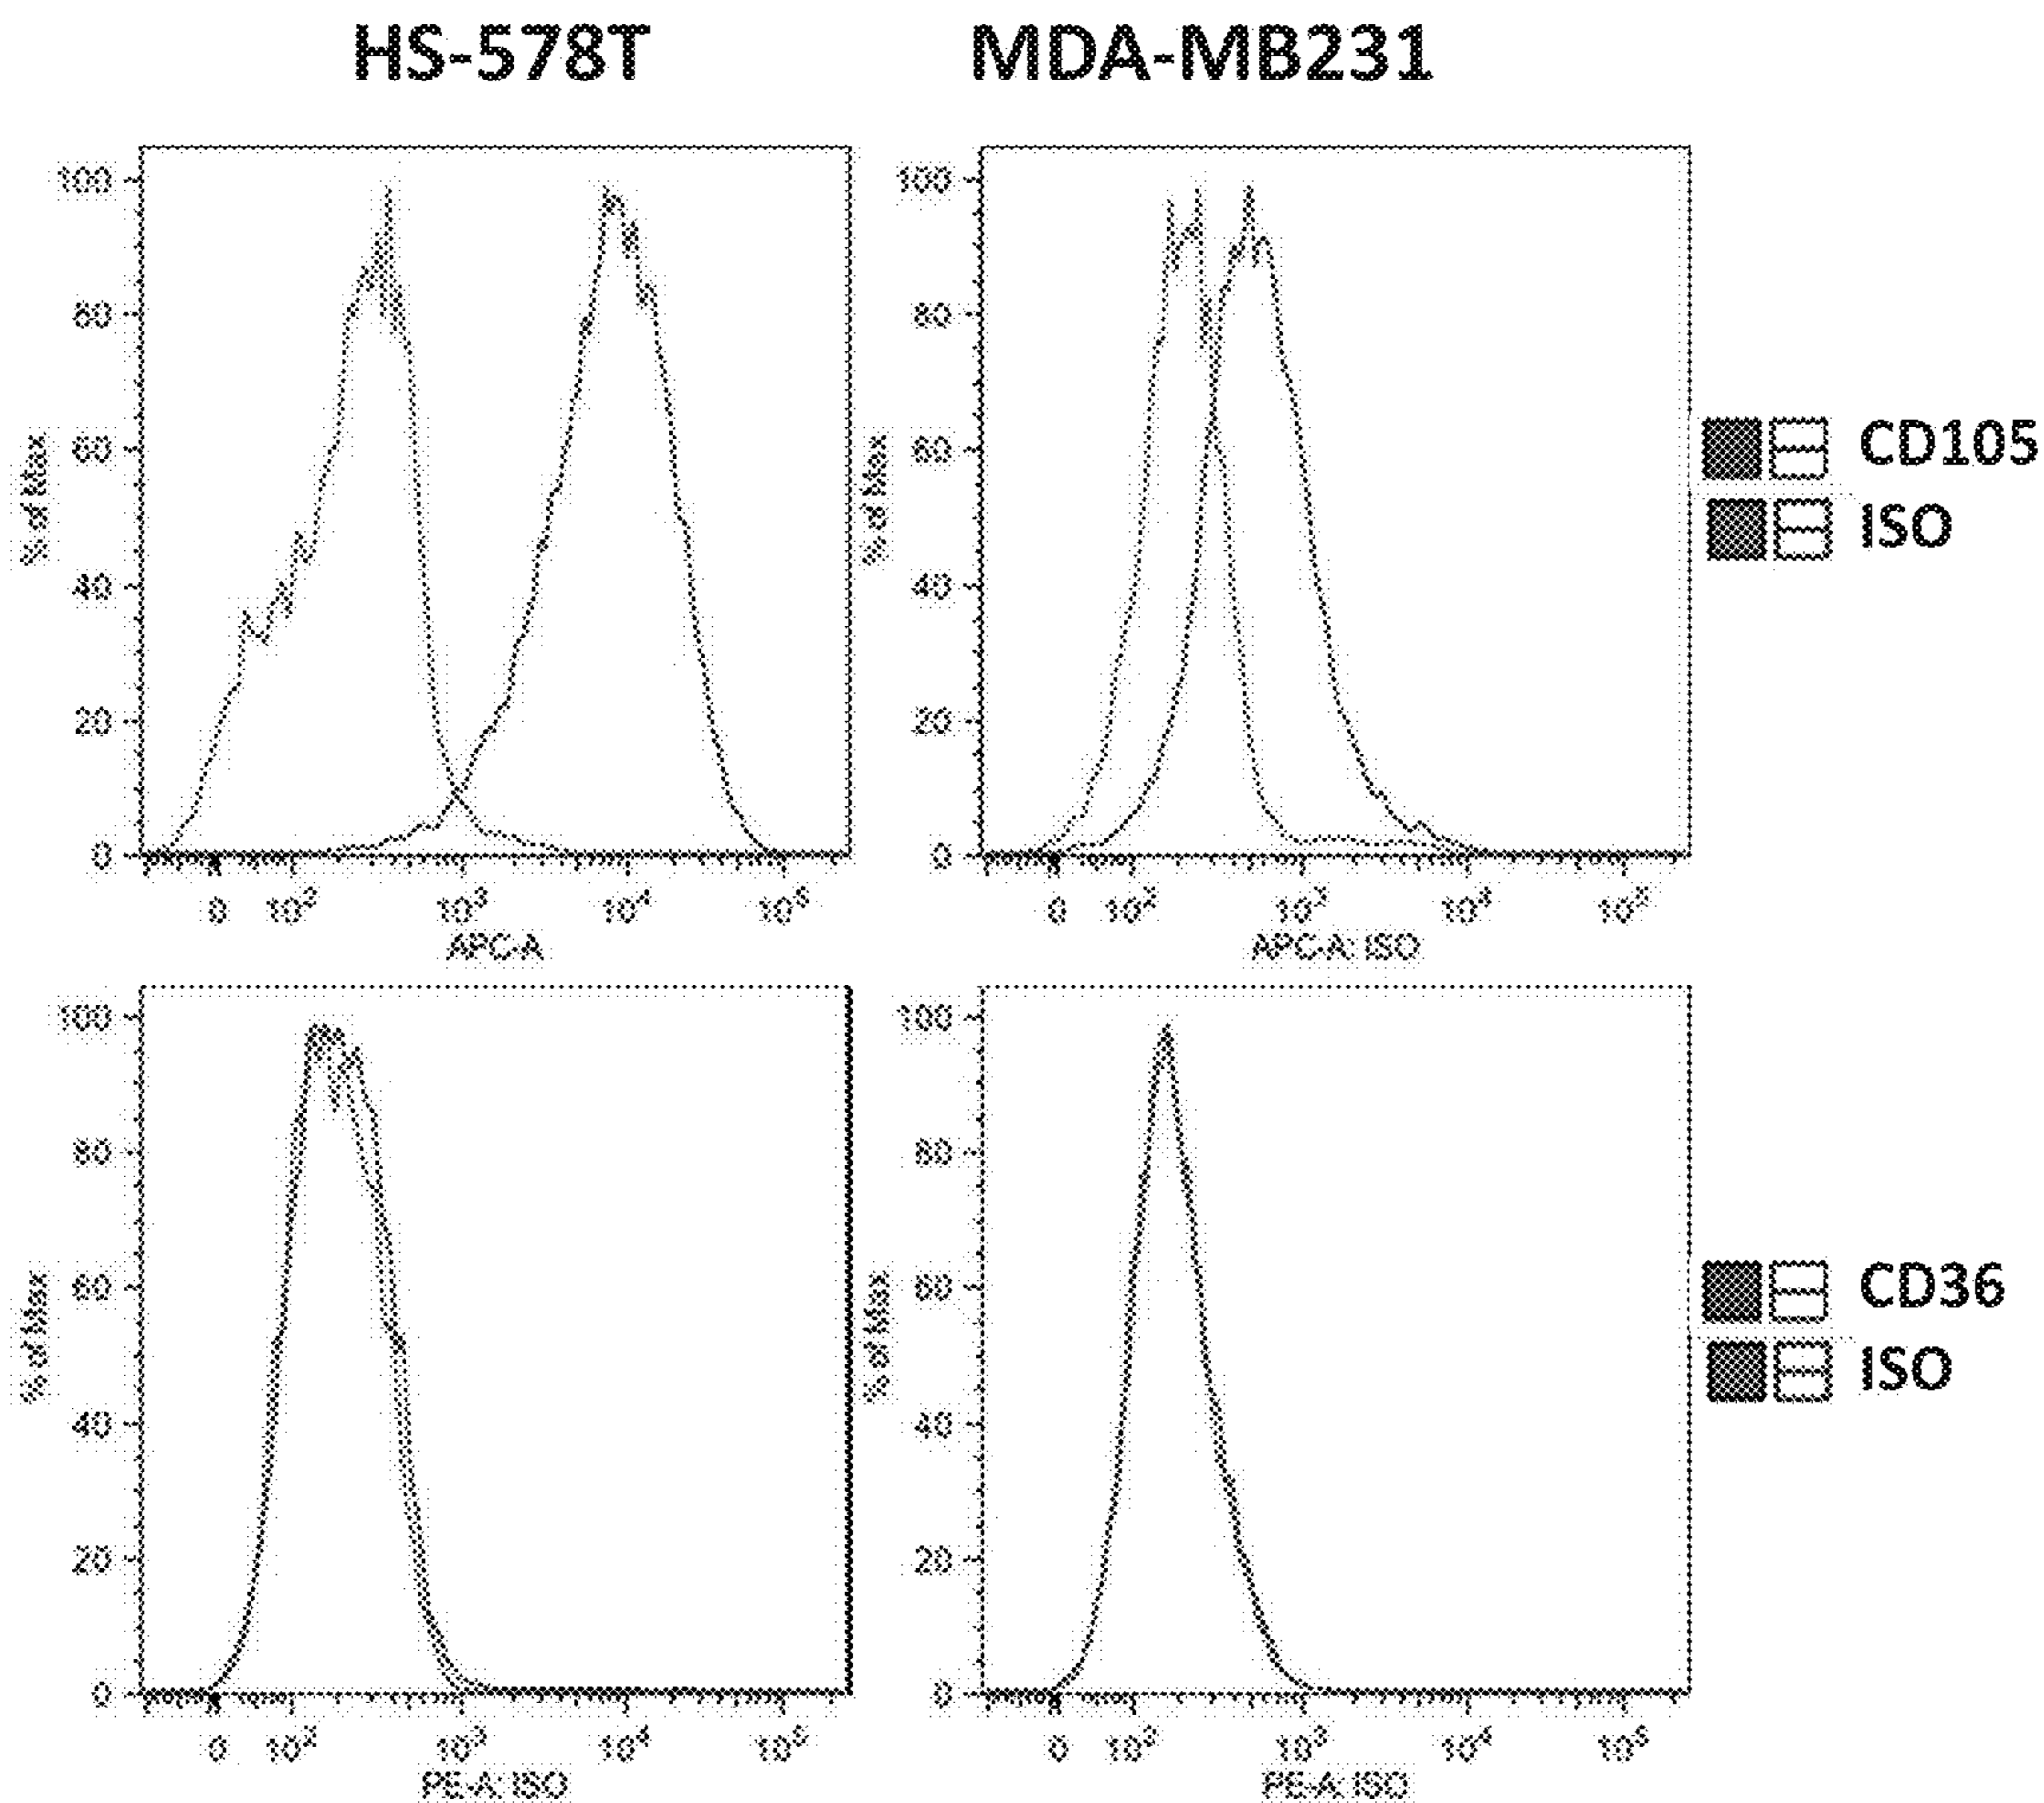 HS-578T MDA-MB231
100
80
60
40
20
0
% of Max
0 10² 10³ 10⁴ 10⁵
APC-A
100
80
60
40
20
0
% of Max
0 10² 10³ 10⁴ 10⁵
APC-A: ISO
CD105
ISO
100
80
60
40
20
0
% of Max
0 10² 10³ 10⁴ 10⁵
PE-A: ISO
100
80
60
40
20
0
% of Max
0 10² 10³ 10⁴ 10⁵
PE-A: ISO
CD36
ISO